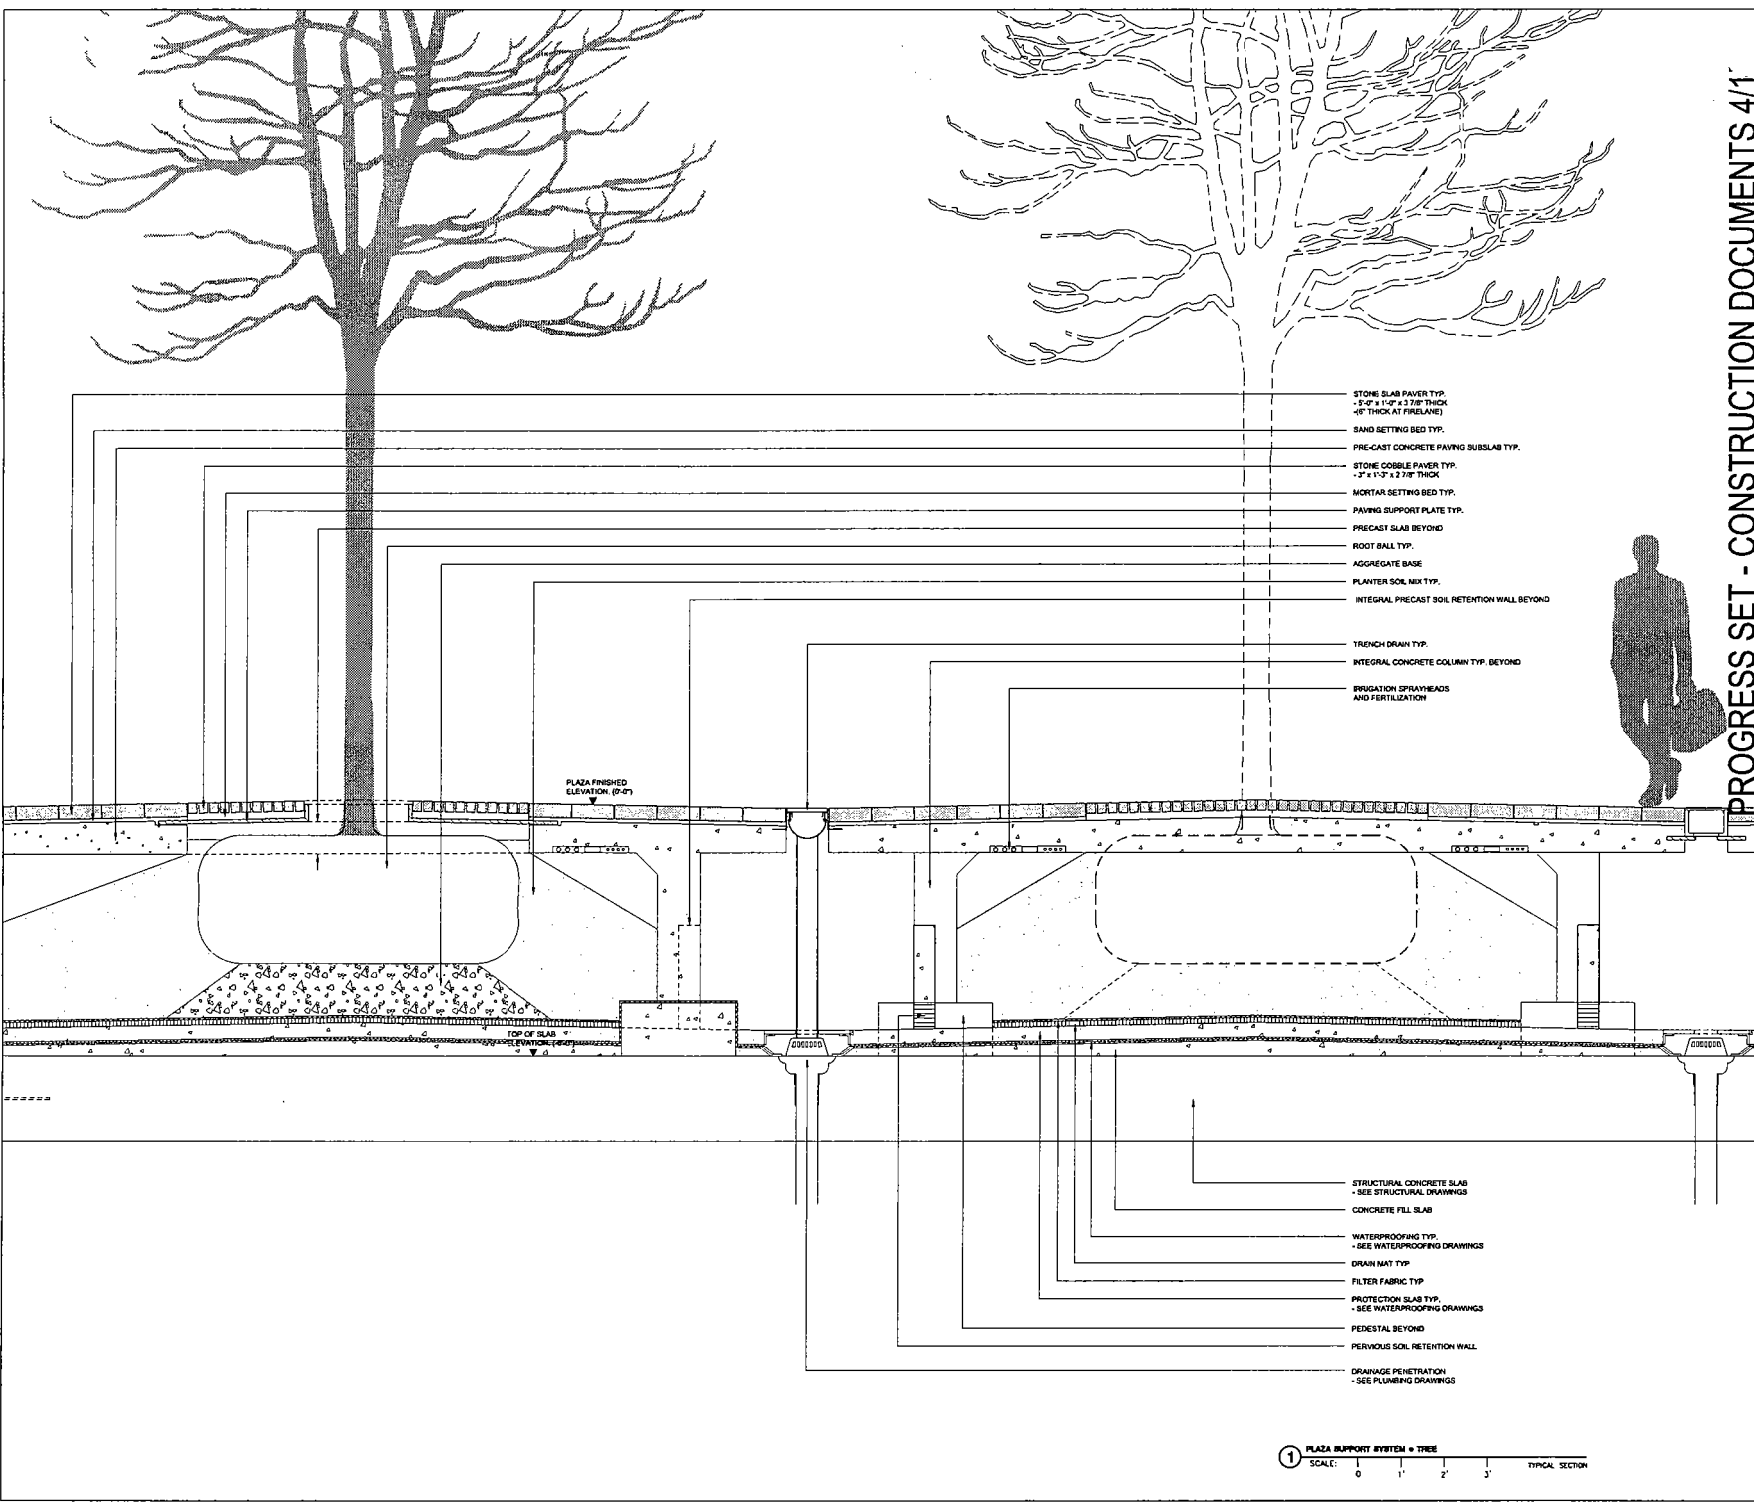 STONE SLAB PAVER TYP.
- 5'-0" x 1'-0" x 3 7/8" THICK
-(6" THICK AT FIRELANE)
SAND SETTING BED TYP.
PRE-CAST CONCRETE PAVING SUBSLAB TYP.
STONE COBBLE PAVER TYP.
- 3" x 1'-3" x 2 7/8" THICK
MORTAR SETTING BED TYP.
PAVING SUPPORT PLATE TYP.
PRECAST SLAB BEYOND
ROOT BALL TYP.
AGGREGATE BASE
PLANTER SOIL MIX TYP.
INTEGRAL PRECAST SOIL RETENTION WALL BEYOND
TRENCH DRAIN TYP.
INTEGRAL CONCRETE COLUMN TYP. BEYOND
IRRIGATION SPRAYHEADS
AND FERTILIZATION
PLAZA FINISHED
ELEVATION. (0'-0")
TOP OF SLAB
ELEVATION.
STRUCTURAL CONCRETE SLAB
- SEE STRUCTURAL DRAWINGS
CONCRETE FILL SLAB
WATERPROOFING TYP.
- SEE WATERPROOFING DRAWINGS
DRAIN MAT TYP
FILTER FABRIC TYP
PROTECTION SLAB TYP.
- SEE WATERPROOFING DRAWINGS
PEDESTAL BEYOND
PERVIOUS SOIL RETENTION WALL
DRAINAGE PENETRATION
- SEE PLUMBING DRAWINGS
1 PLAZA SUPPORT SYSTEM @ TREE
SCALE: 0 1' 2' 3' TYPICAL SECTION
PROGRESS SET - CONSTRUCTION DOCUMENTS 4/1